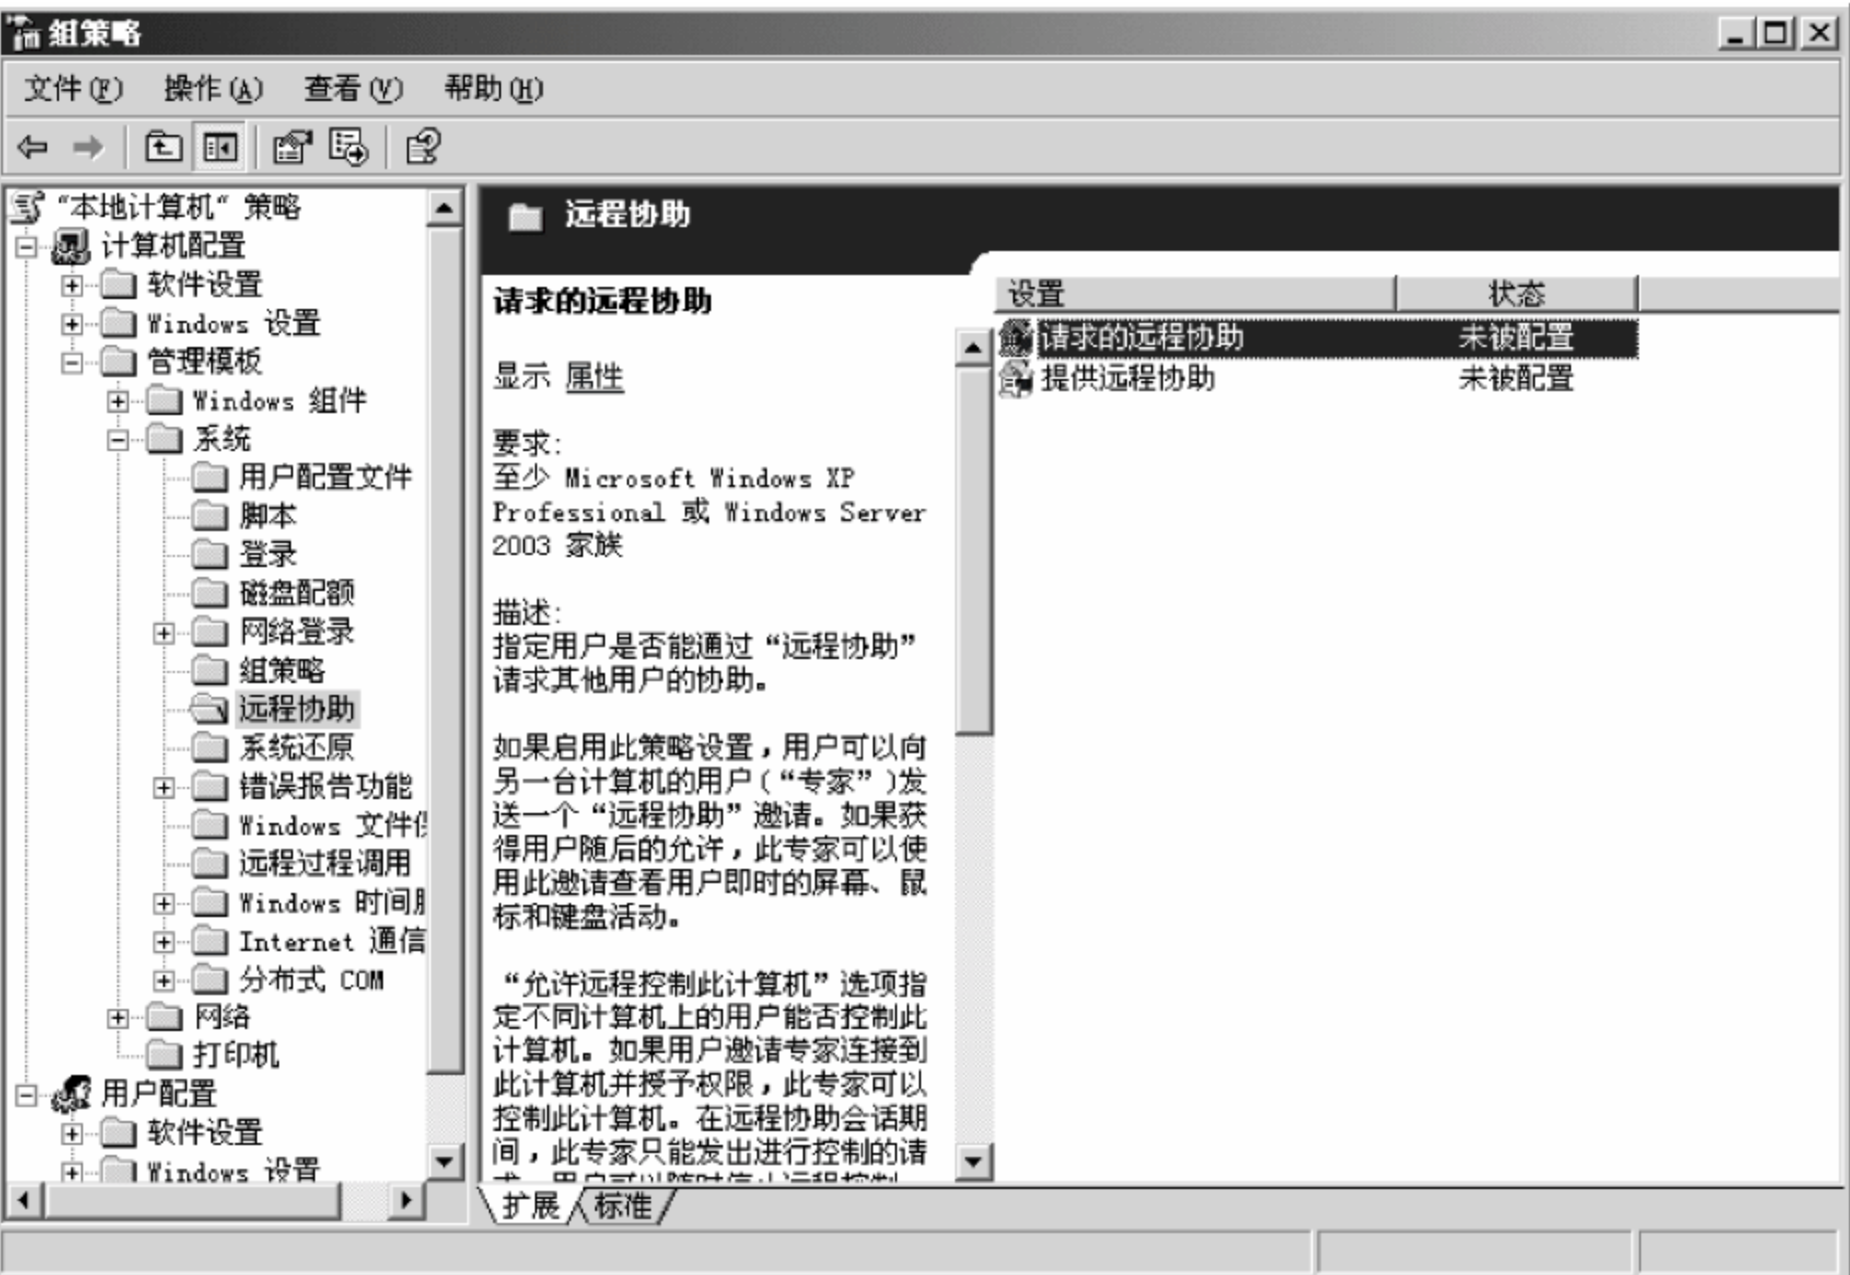 组策略
文件(F) 操作(A) 查看(V) 帮助(H)
“本地计算机“ 策略
计算机配置
软件设置
Windows 设置
管理模板
Windows 组件
系统
用户配置文件
脚本
登录
磁盘配额
网络登录
组策略
远程协助
系统还原
错误报告功能
Windows 文件
远程过程调用
Windows 时间
Internet 通信
分布式 COM
网络
打印机
用户配置
软件设置
Windows 设置
远程协助
请求的远程协助
显示 属性
要求:
至少 Microsoft Windows XP
Professional 或 Windows Server
2003 家族
描述:
指定用户是否能通过“远程协助”
请求其他用户的协助。
如果启用此策略设置，用户可以向
另一台计算机的用户(“专家”)发
送一个“远程协助”邀请。如果获
得用户随后的允许，此专家可以使
用此邀请查看用户即时的屏幕、鼠
标和键盘活动。
“允许远程控制此计算机”选项指
定不同计算机上的用户能否控制此
计算机。如果用户邀请专家连接到
此计算机并授予权限，此专家可以
控制此计算机。在远程协助会话期
间，此专家只能发出进行控制的请
设置 状态
请求的远程协助 未被配置
提供远程协助 未被配置
扩展 标准